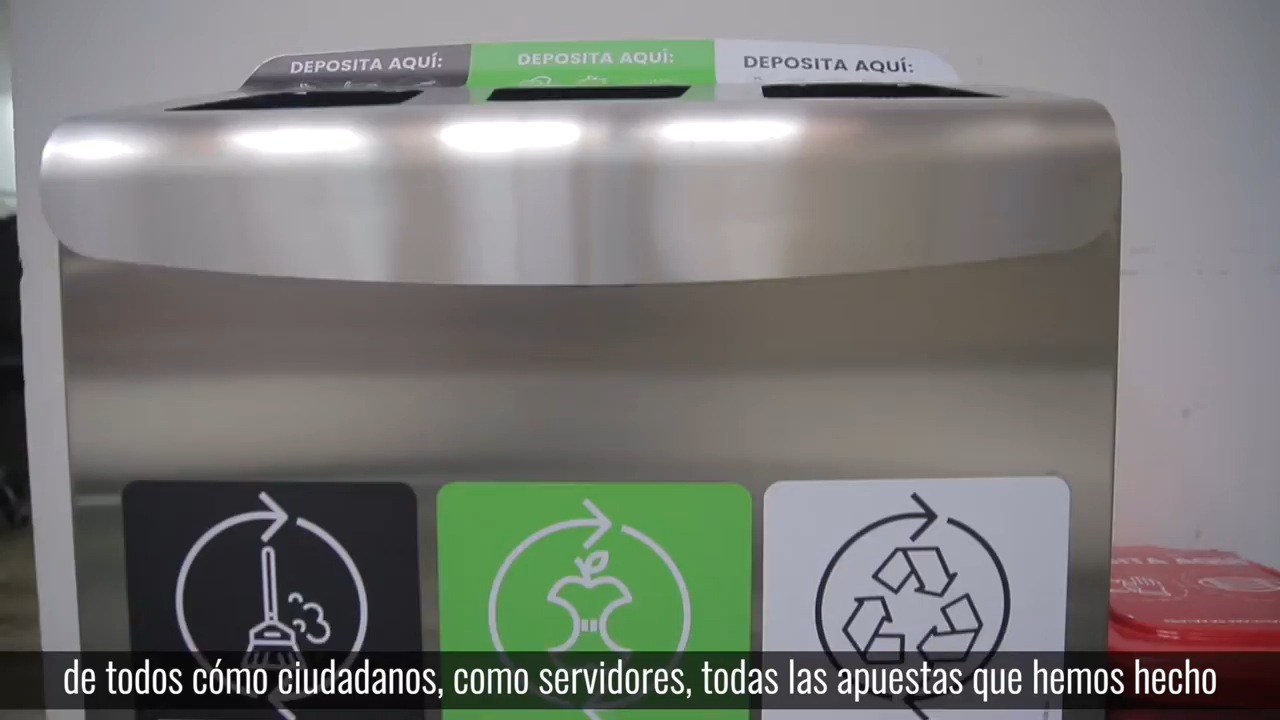 DEPOSITA AQUÍ:
DEPOSITA AQUÍ:
DEPOSITA AQUÍ:
de todos cómo ciudadanos, como servidores, todas las apuestas que hemos hecho